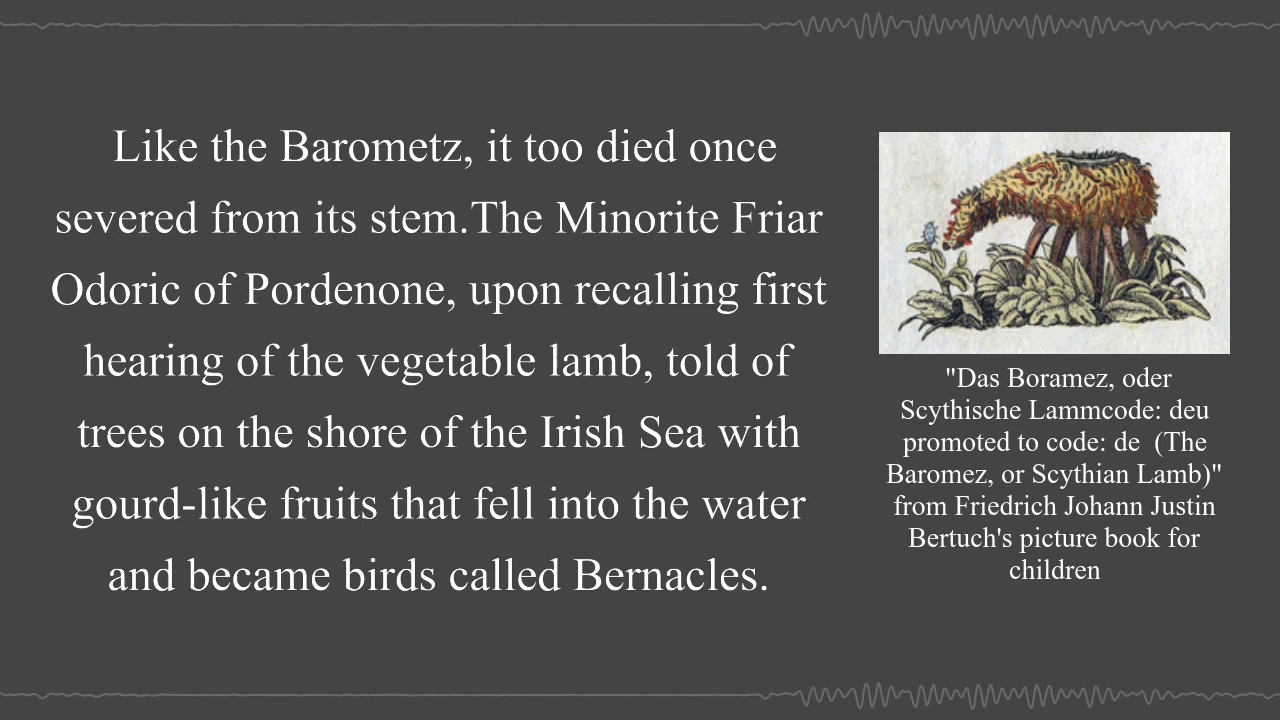 Like the Barometz, it too died once
severed from its stem.The Minorite Friar
Odoric of Pordenone, upon recalling first
hearing of the vegetable lamb, told of
trees on the shore of the Irish Sea with
gourd-like fruits that fell into the water
and became birds called Bernacles.
"Das Boramez, oder
Scythische Lammcode: deu
promoted to code: de  (The
Baromez, or Scythian Lamb)"
from Friedrich Johann Justin
Bertuch's picture book for
children